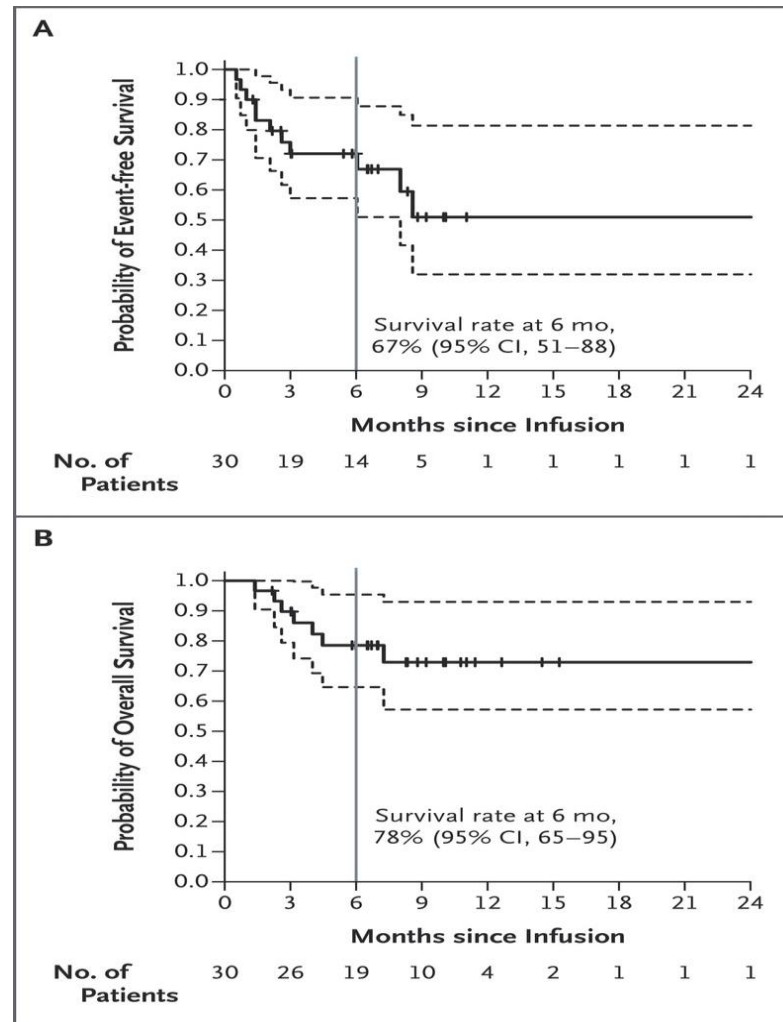 A
Probability of Event-free Survival
1.0
0.9
0.8
0.7
0.6
0.5
0.4
0.3
0.2
0.1
0.0
Survival rate at 6 mo,
67% (95% CI, 51–88)
0 3 6 9 12 15 18 21 24
Months since Infusion
No. of
Patients
30 19 14 5 1 1 1 1 1
B
Probability of Overall Survival
1.0
0.9
0.8
0.7
0.6
0.5
0.4
0.3
0.2
0.1
0.0
Survival rate at 6 mo,
78% (95% CI, 65–95)
0 3 6 9 12 15 18 21 24
Months since Infusion
No. of
Patients
30 26 19 10 4 2 1 1 1